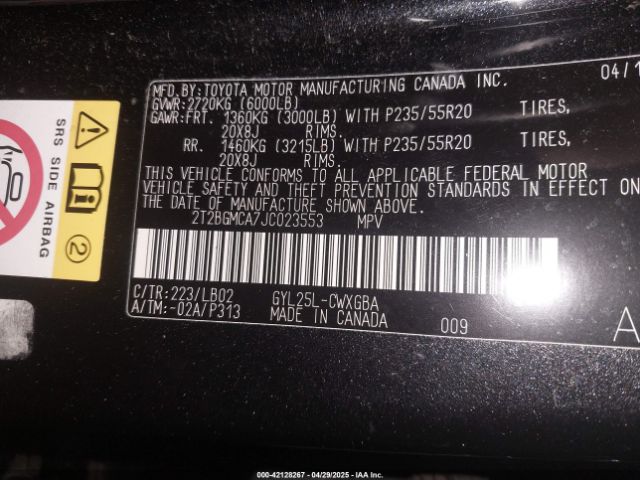 MFD.BY:TOYOTA MOTOR MANUFACTURING CANADA INC. 04/1
GVWR:2720KG (6000LB)
GAWR:FRT. 1360KG (3000LB) WITH P235/55R20 TIRES,
20X8J RIMS.
RR. 1460KG (3215LB) WITH P235/55R20 TIRES,
20X8J RIMS.
THIS VEHICLE CONFORMS TO ALL APPLICABLE FEDERAL MOTOR
VEHICLE SAFETY AND THEFT PREVENTION STANDARDS IN EFFECT ON
THE DATE OF MANUFACTURE SHOWN ABOVE.
2T2BGMCA7JC023553 MPV
C/TR:223/LB02 GYL25L-CWXGBA
A/TM:-02A/P313 MADE IN CANADA 009 A
SRS SIDE AIRBAG
2
000-42128267 - 04/29/2025 - IAA Inc.